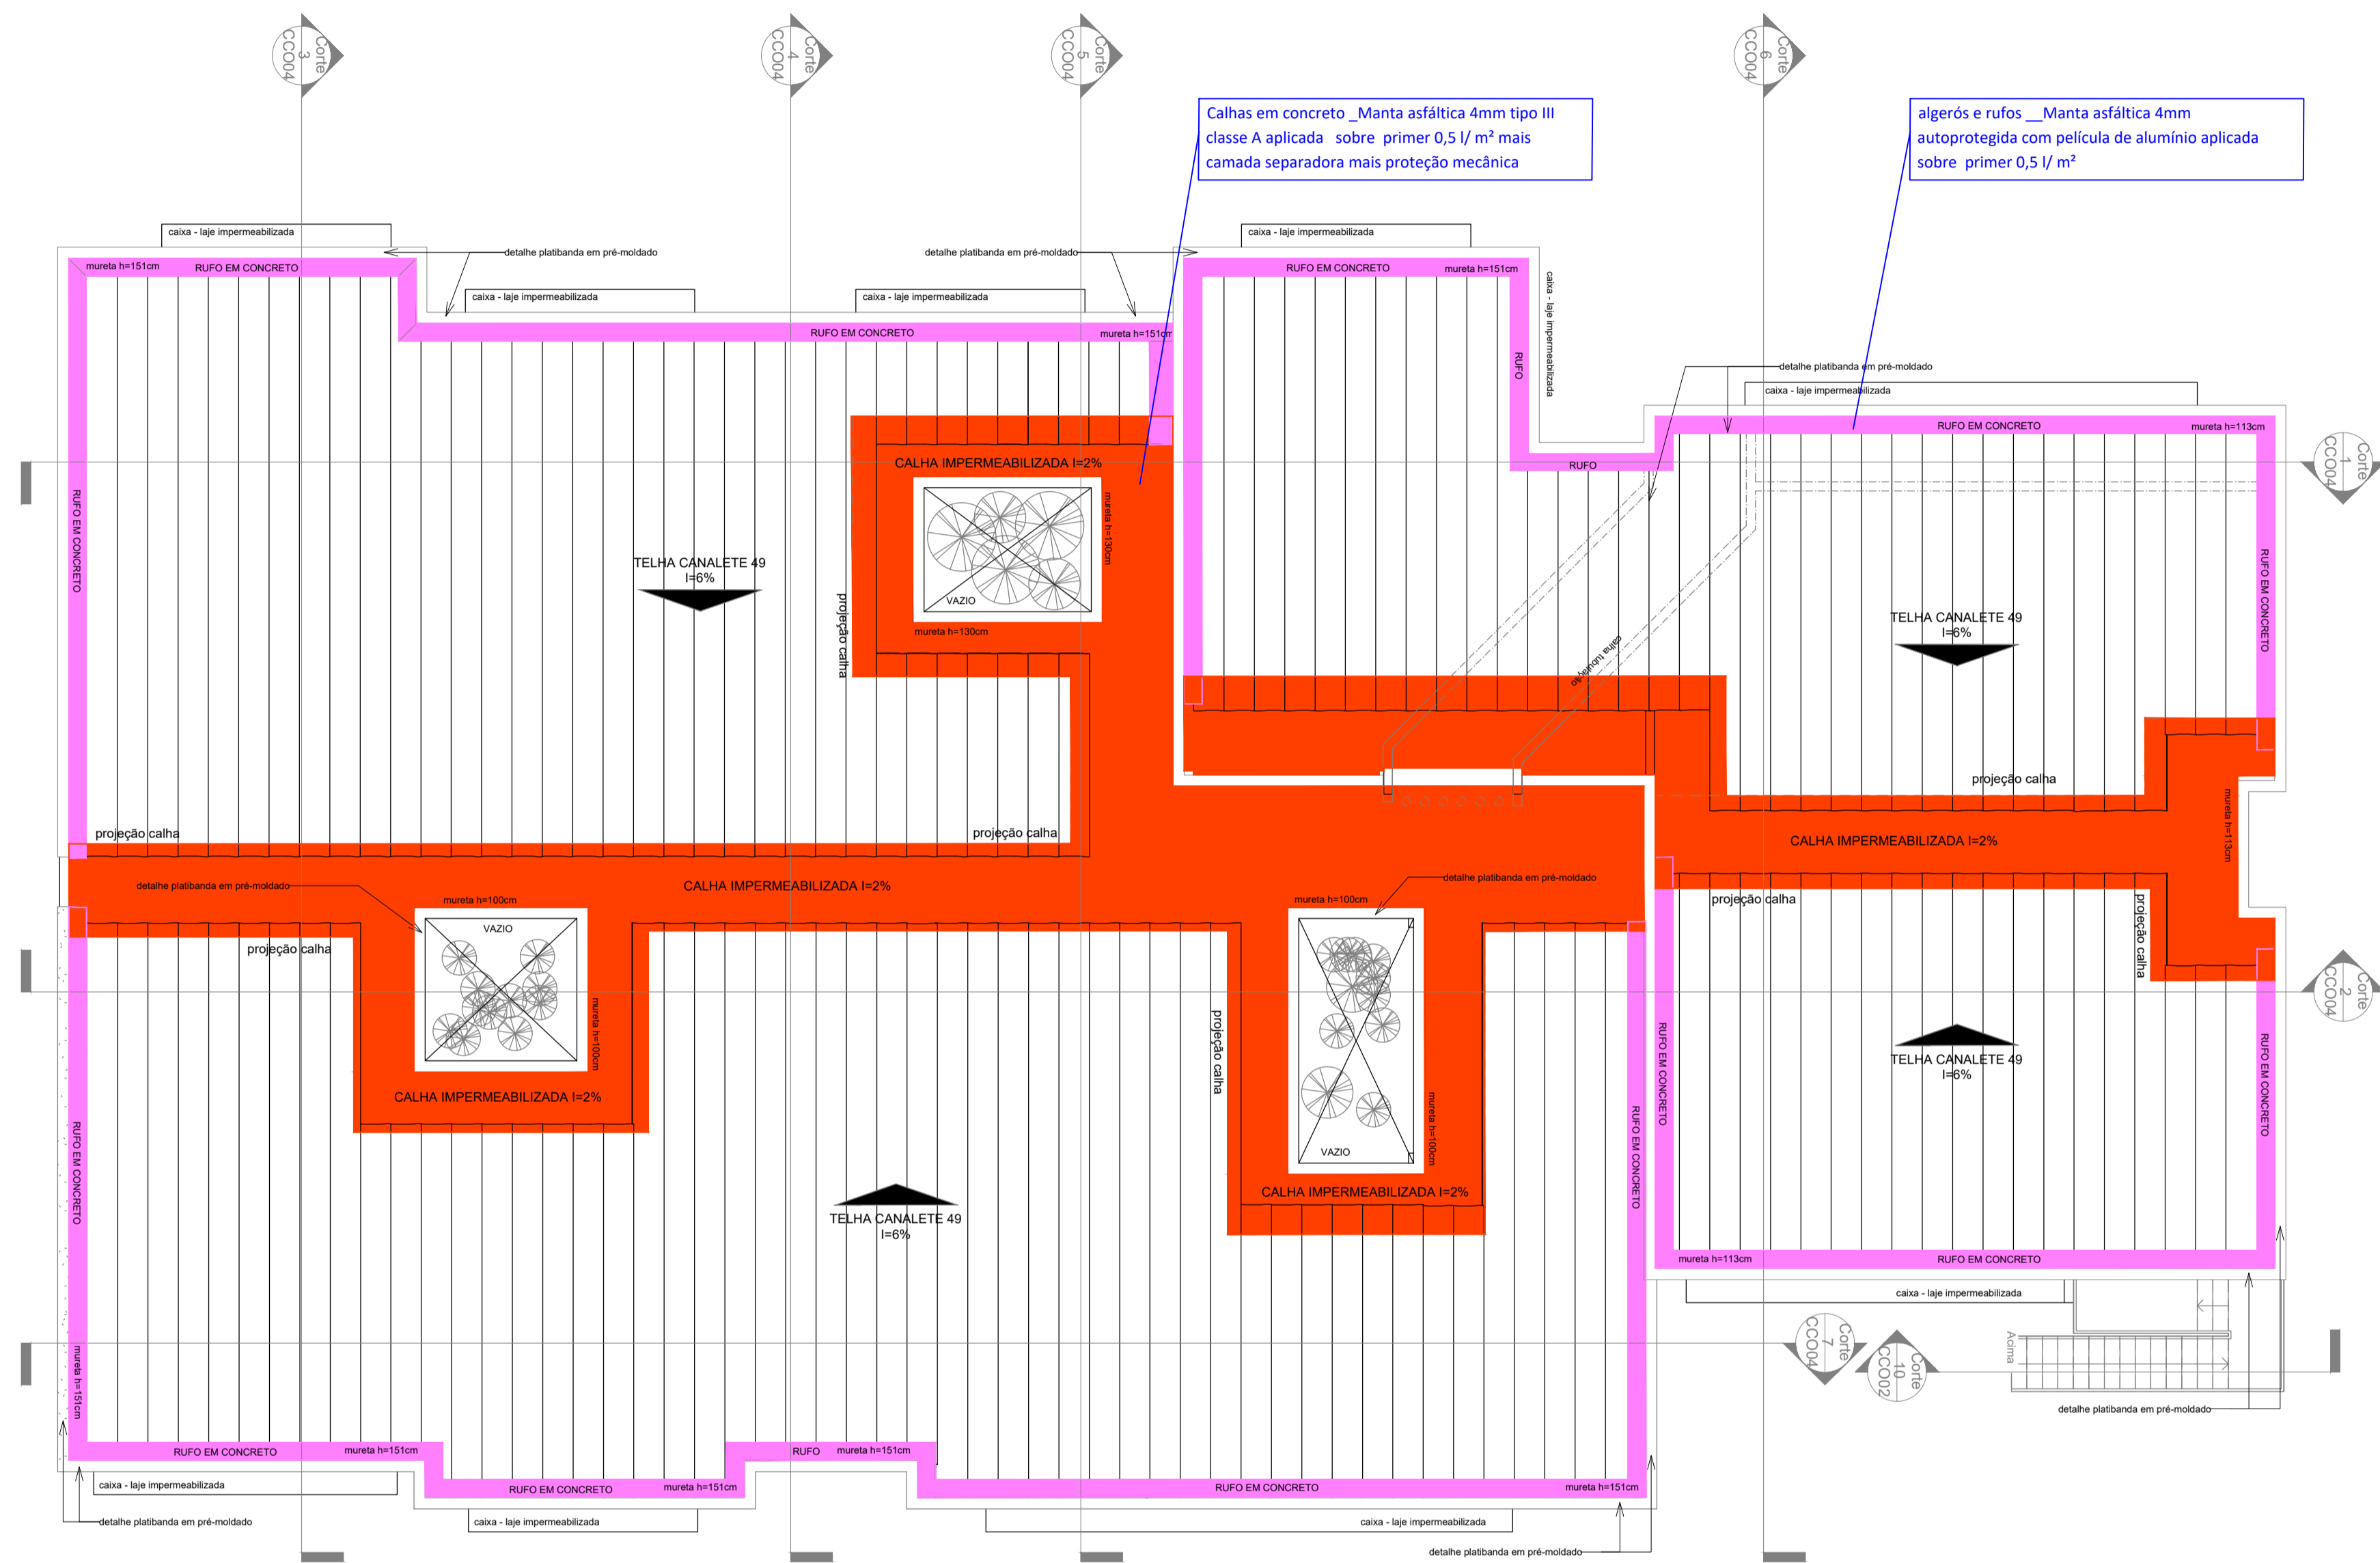 Corte
3
CCO04
Corte
4
CCO04
Corte
5
CCO04
Corte
6
CCO04
Calhas em concreto _Manta asfáltica 4mm tipo III
classe A aplicada sobre primer 0,5 l/ m² mais
camada separadora mais proteção mecânica
algerós e rufos __Manta asfáltica 4mm
autoprotegida com película de alumínio aplicada
sobre primer 0,5 l/ m²
caixa - laje impermeabilizada
caixa - laje impermeabilizada
detalhe platibanda em pré-moldado
detalhe platibanda em pré-moldado
mureta h=151cm
RUFO EM CONCRETO
RUFO EM CONCRETO
mureta h=151cm
caixa - laje impermeabilizada
caixa - laje impermeabilizada
caixa - laje impermeabilizada
RUFO EM CONCRETO
mureta h=151cm
RUFO
detalhe platibanda em pré-moldado
caixa - laje impermeabilizada
RUFO EM CONCRETO
mureta h=113cm
CALHA IMPERMEABILIZADA I=2%
RUFO
Corte
1
CCO04
RUFO EM CONCRETO
mureta h=130cm
TELHA CANALETE 49
I=6%
VAZIO
projeção calha
mureta h=130cm
calha tubulação
TELHA CANALETE 49
I=6%
RUFO EM CONCRETO
projeção calha
mureta h=113cm
projeção calha
projeção calha
CALHA IMPERMEABILIZADA I=2%
detalhe platibanda em pré-moldado
CALHA IMPERMEABILIZADA I=2%
detalhe platibanda em pré-moldado
mureta h=100cm
mureta h=100cm
projeção calha
projeção calha
VAZIO
projeção calha
Corte
2
CCO04
mureta h=100cm
projeção calha
RUFO EM CONCRETO
RUFO EM CONCRETO
TELHA CANALETE 49
I=6%
CALHA IMPERMEABILIZADA I=2%
mureta h=100cm
RUFO EM CONCRETO
RUFO EM CONCRETO
VAZIO
CALHA IMPERMEABILIZADA I=2%
TELHA CANALETE 49
I=6%
mureta h=113cm
RUFO EM CONCRETO
caixa - laje impermeabilizada
Corte
7
CCO04
Corte
10
CCO02
Acima
mureta h=151cm
detalhe platibanda em pré-moldado
RUFO EM CONCRETO
mureta h=151cm
RUFO
mureta h=151cm
caixa - laje impermeabilizada
RUFO EM CONCRETO
mureta h=151cm
RUFO EM CONCRETO
mureta h=151cm
detalhe platibanda em pré-moldado
caixa - laje impermeabilizada
caixa - laje impermeabilizada
detalhe platibanda em pré-moldado